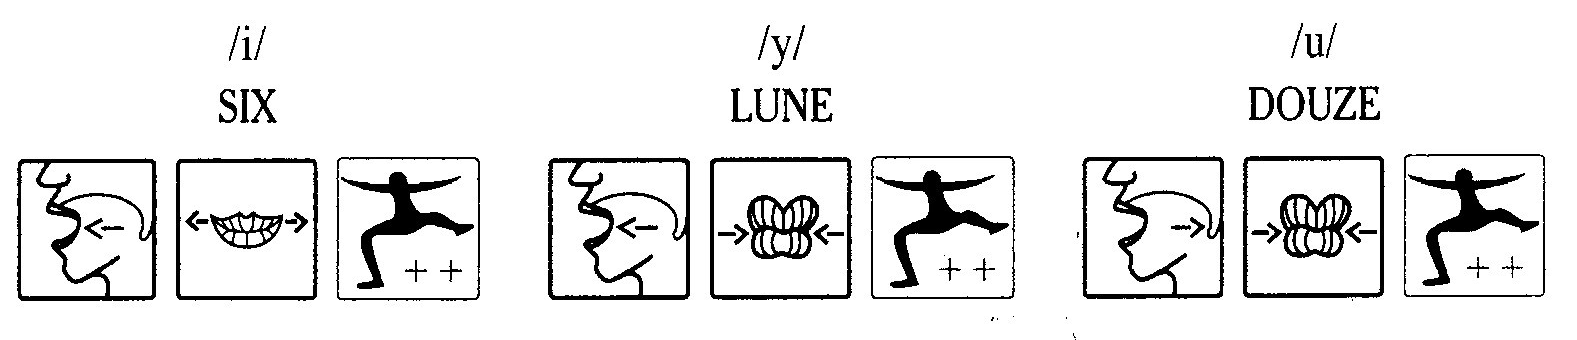 /i/
SIX
/y/
LUNE
/u/
DOUZE
+ +
+ +
+ +